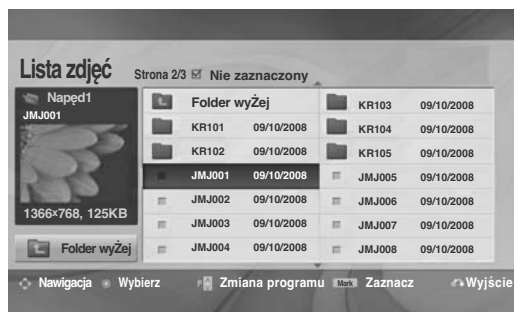 Lista zdjęć Strona 2/3 Nie zaznaczony
Napęd1
JMJ001
1366×768, 125KB
Folder wyŻej
Folder wyŻej
KR101 09/10/2008
KR102 09/10/2008
JMJ001 09/10/2008
JMJ002 09/10/2008
JMJ003 09/10/2008
JMJ004 09/10/2008
KR103 09/10/2008
KR104 09/10/2008
KR105 09/10/2008
JMJ005 09/10/2008
JMJ006 09/10/2008
JMJ007 09/10/2008
JMJ008 09/10/2008
Nawigacja Wybierz P Zmiana programu Mark Zaznacz Wyjście